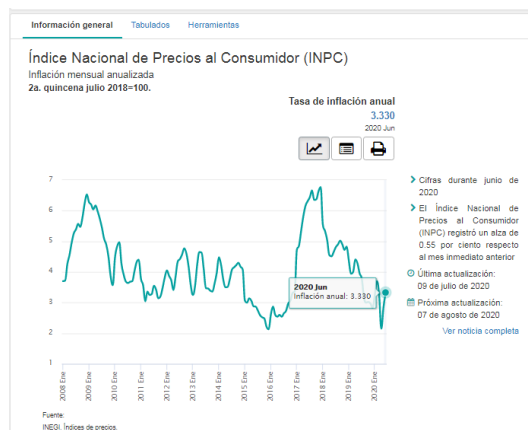 Información general Tabulados Herramientas
Índice Nacional de Precios al Consumidor (INPC)
Inflación mensual anualizada
2a. quincena julio 2018=100.
Tasa de inflación anual
3.330
2020 Jun
7
6
5
4
3
2
1
2020 Jun
Inflación anual: 3.330
2008 Ene
2009 Ene
2010 Ene
2011 Ene
2012 Ene
2013 Ene
2014 Ene
2015 Ene
2016 Ene
2017 Ene
2018 Ene
2019 Ene
2020 Ene
Cifras durante junio de
2020
El Índice Nacional de
Precios al Consumidor
(INPC) registró un alza de
0.55 por ciento respecto
al mes inmediato anterior
Última actualización:
09 de julio de 2020
Próxima actualización:
07 de agosto de 2020
Ver noticia completa
Fuente:
INEGI. Índices de precios.